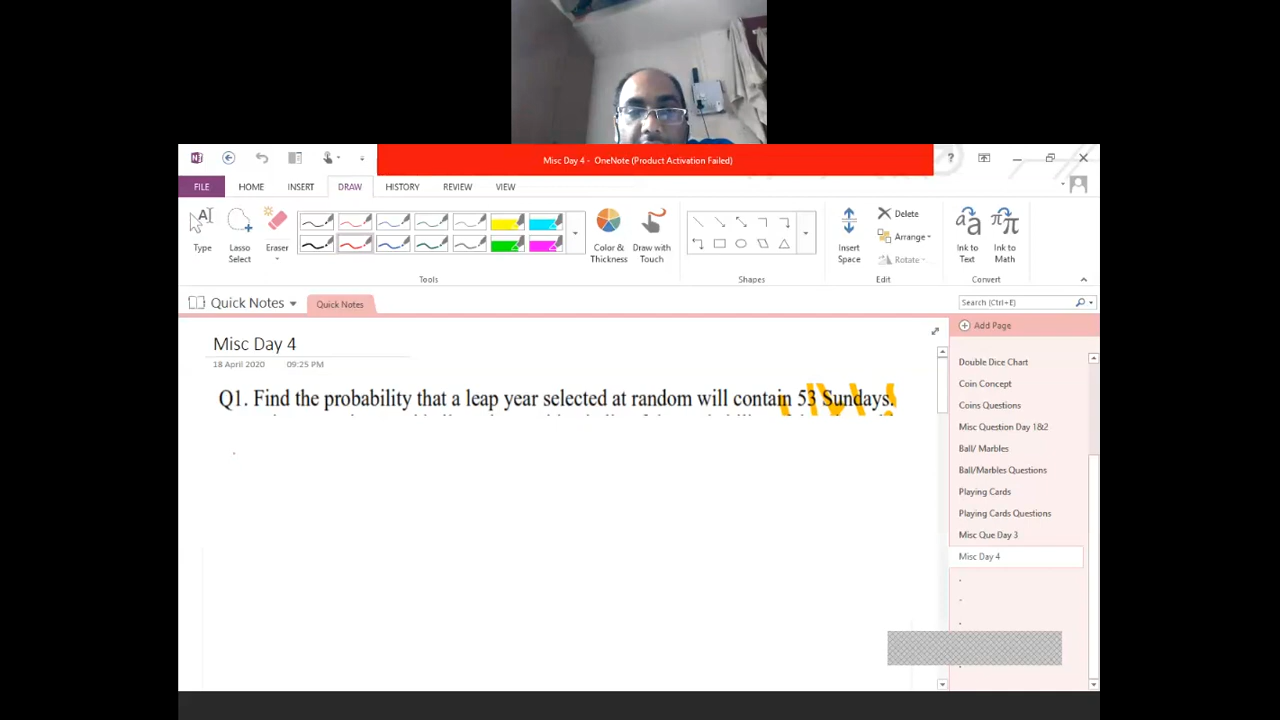 Misc Day 4 - OneNote (Product Activation Failed)
?
FILE
HOME
INSERT
DRAW
HISTORY
REVIEW
VIEW
Type
Lasso
Select
Eraser
Color &
Thickness
Draw with
Touch
Insert
Space
Delete
Arrange
Rotate
Ink to
Text
Ink to
Math
Tools
Shapes
Edit
Convert
Quick Notes
Quick Notes
Search (Ctrl+E)
Misc Day 4
18 April 2020 09:25 PM
Q1. Find the probability that a leap year selected at random will contain 53 Sundays.
Add Page
Double Dice Chart
Coin Concept
Coins Questions
Misc Question Day 1&2
Ball/ Marbles
Ball/Marbles Questions
Playing Cards
Playing Cards Questions
Misc Que Day 3
Misc Day 4